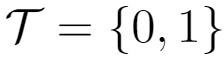 𝒯 = {0, 1}